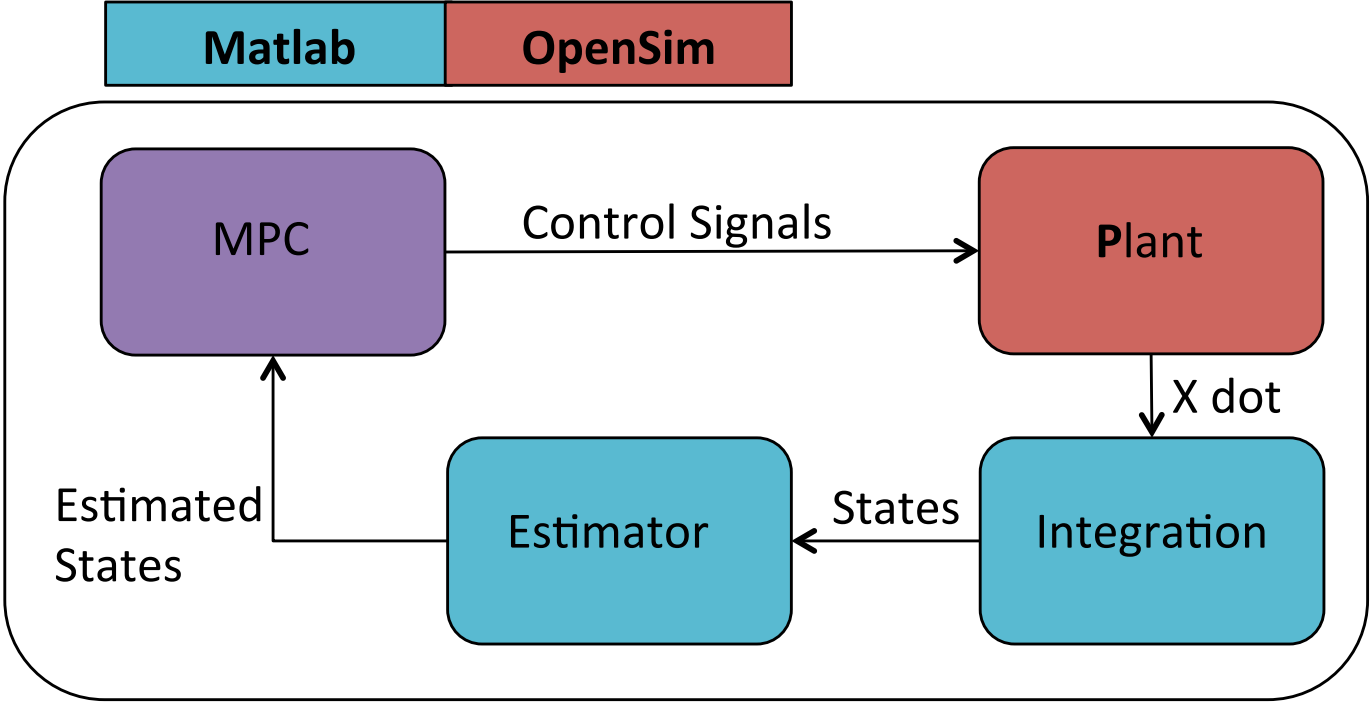 Matlab
OpenSim
MPC
Control Signals
Plant
X dot
Estimated
States
Estimator
States
Integration